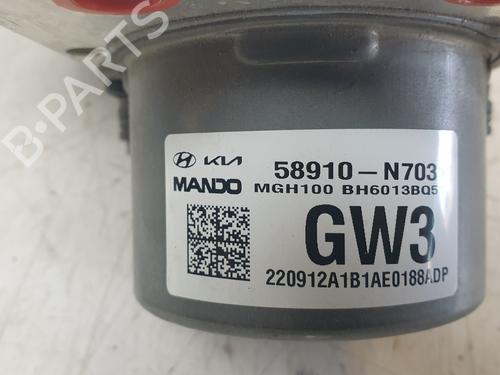 B-PARTS
KIA 58910-N703
MANDO MGH100 BH6013BQ5
GW3
220912A1B1AE0188ADP